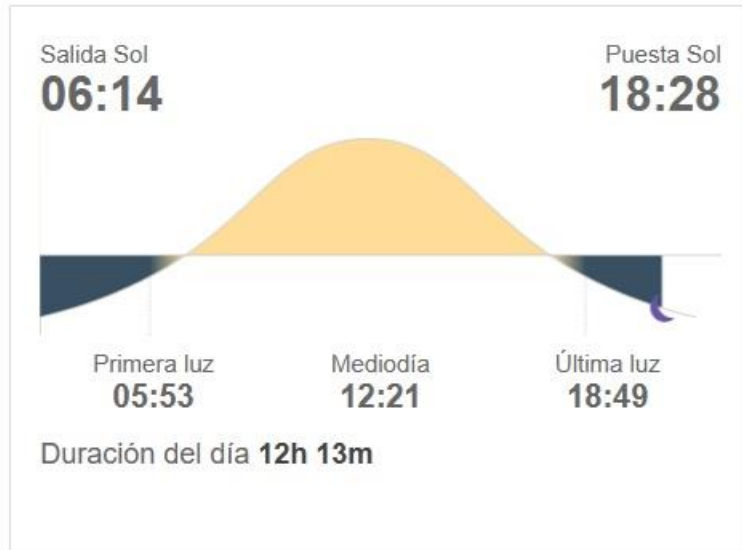 Salida Sol
Puesta Sol
06:14
18:28
Primera luz
Mediodía
Última luz
05:53
12:21
18:49
Duración del día 12h 13m